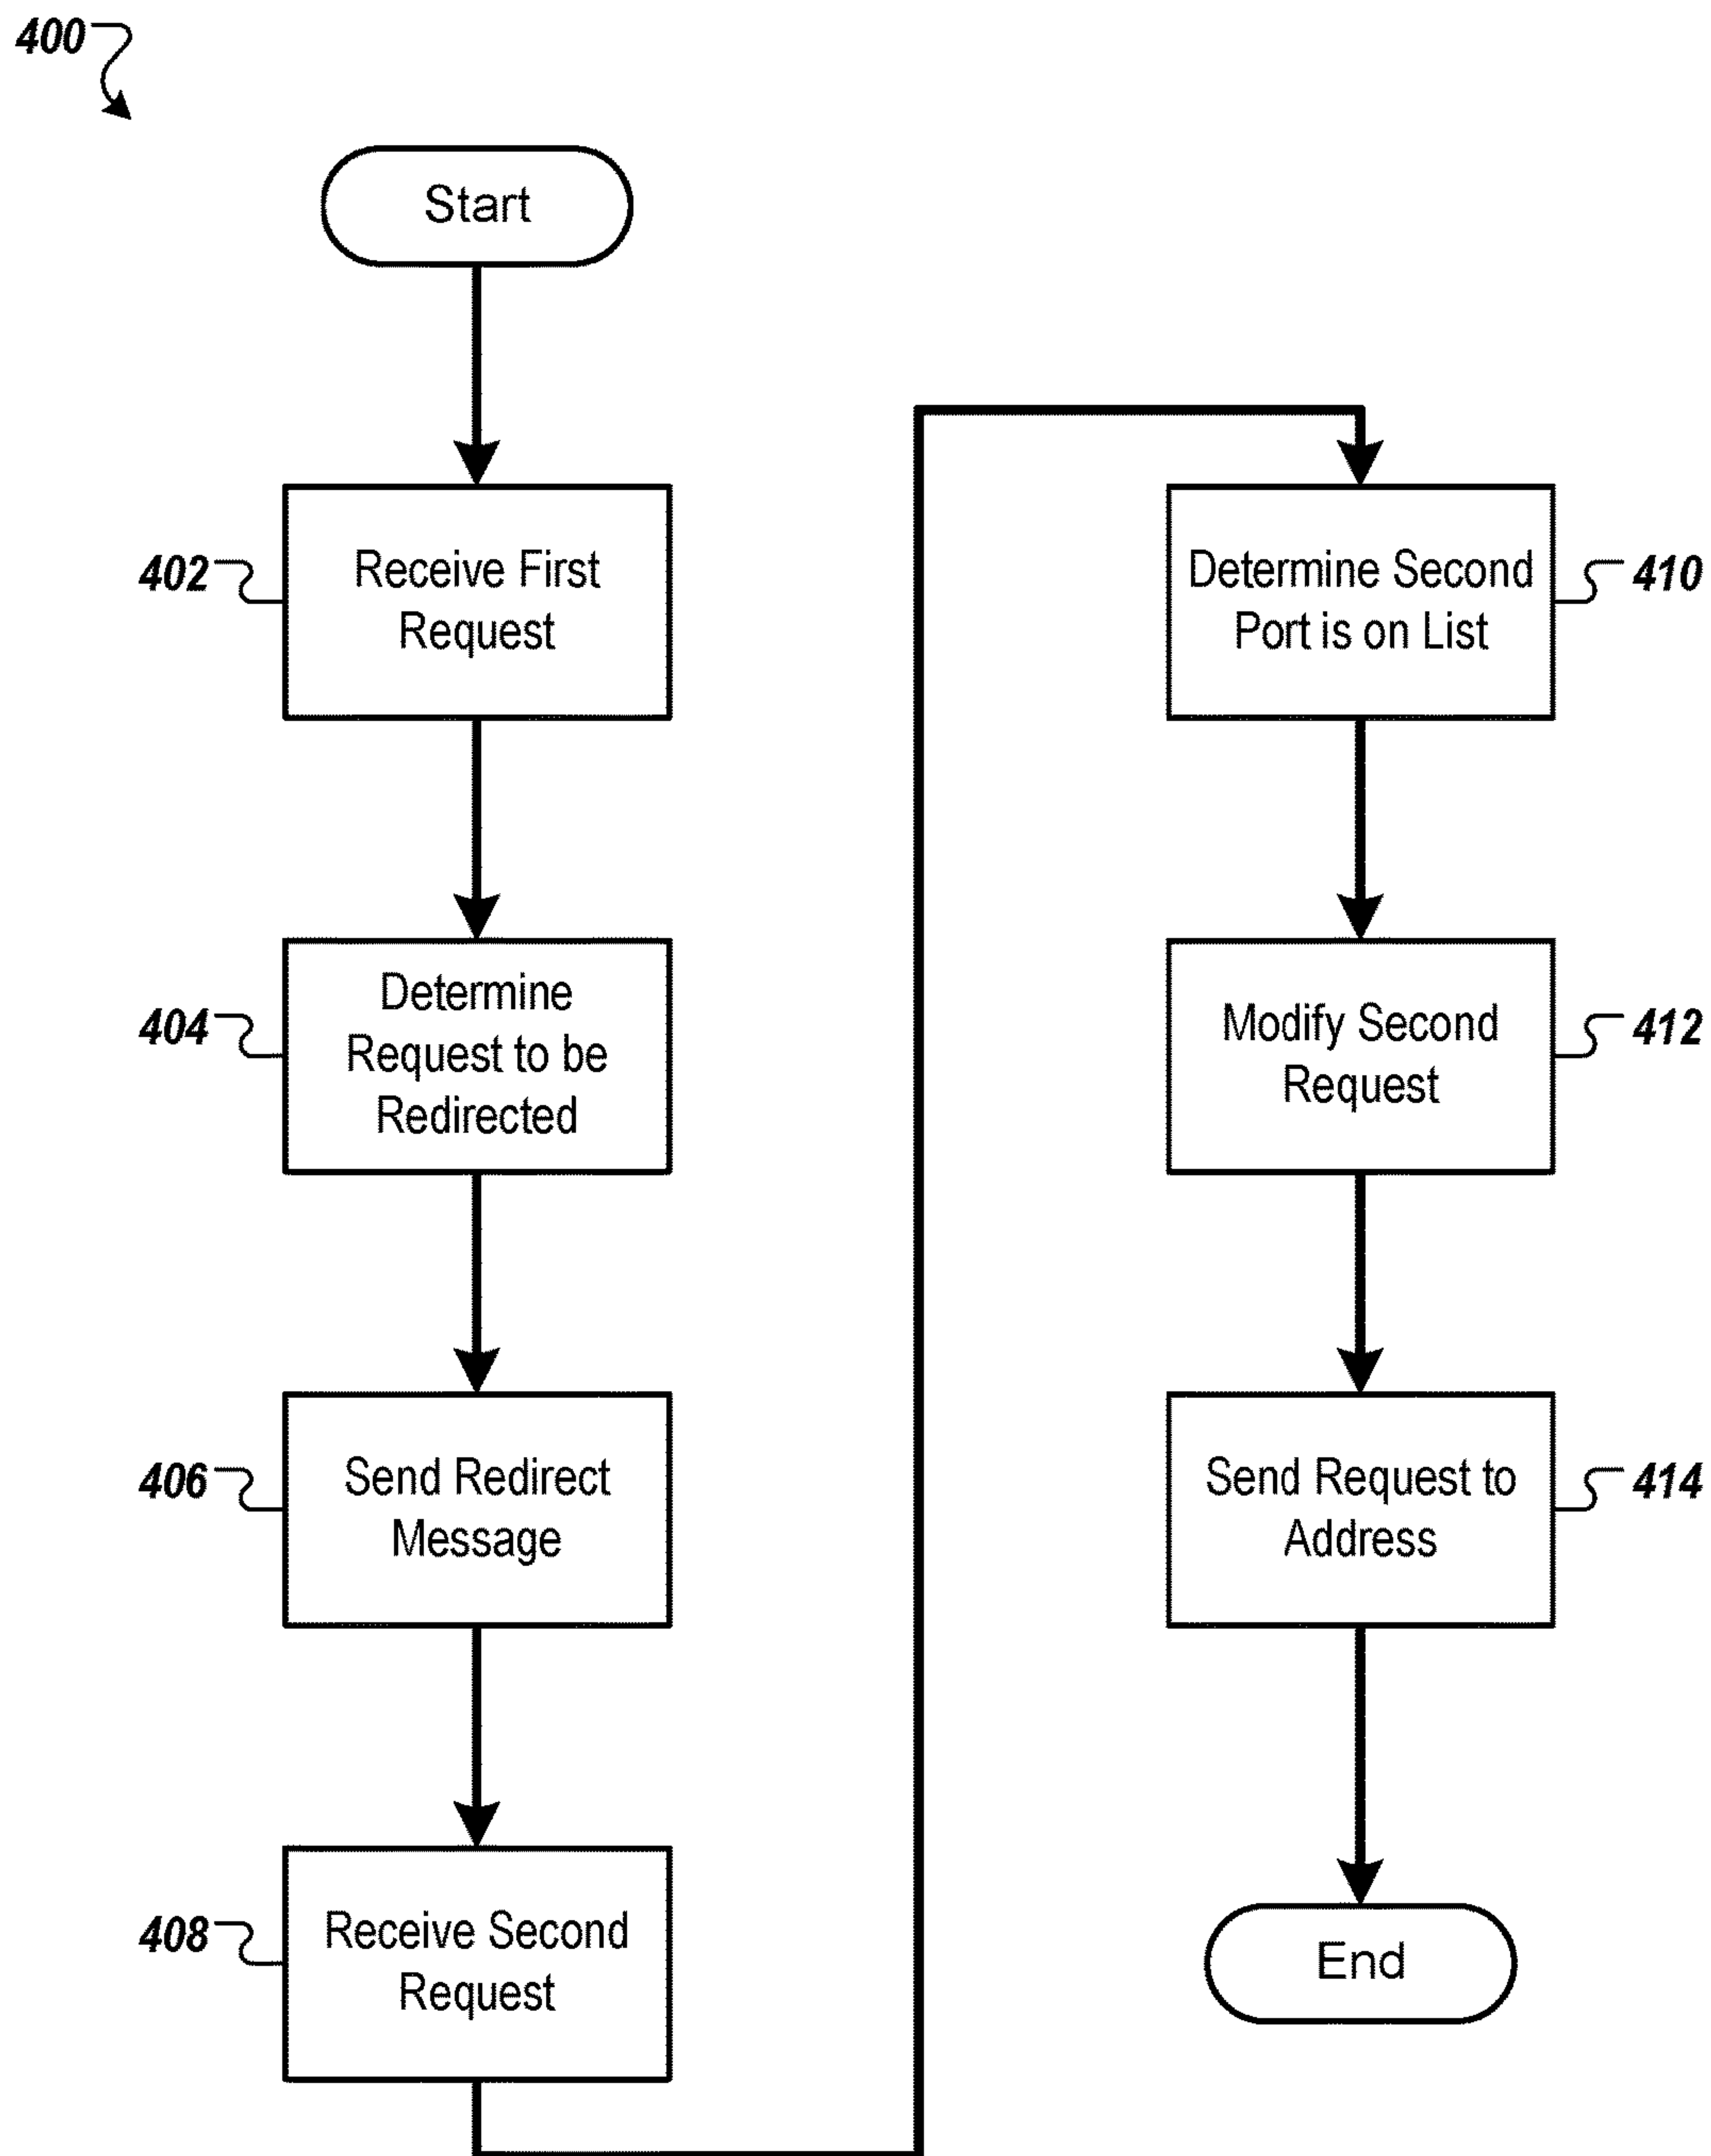 400
Start
402
Receive First
Request
404
Determine
Request to be
Redirected
406
Send Redirect
Message
408
Receive Second
Request
Determine Second
Port is on List
410
Modify Second
Request
412
Send Request to
Address
414
End